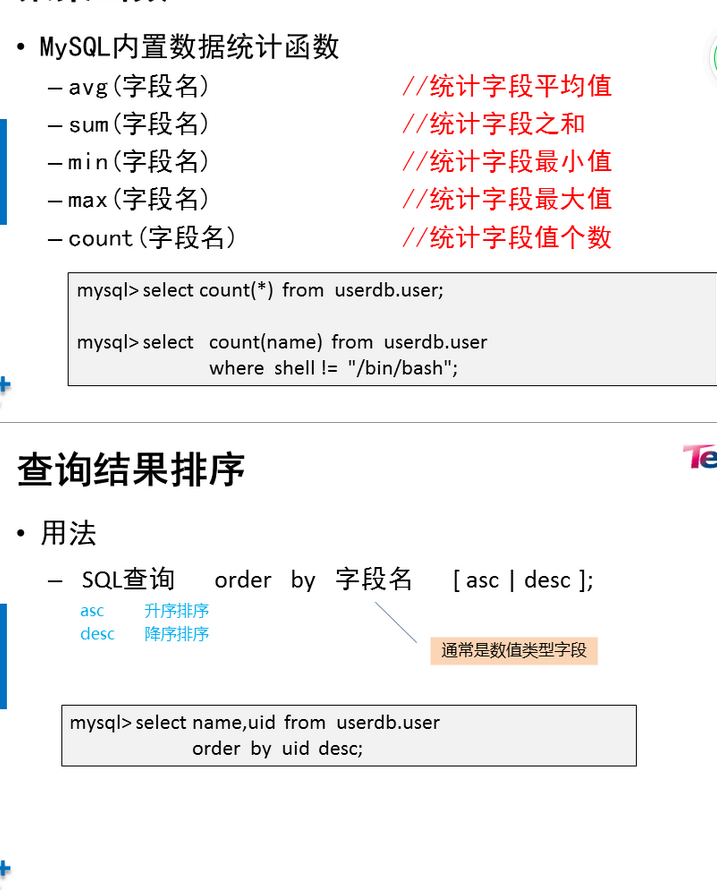 • MySQL内置数据统计函数
– avg(字段名) //统计字段平均值
– sum(字段名) //统计字段之和
– min(字段名) //统计字段最小值
– max(字段名) //统计字段最大值
– count(字段名) //统计字段值个数
mysql> select count(*) from userdb.user;
mysql> select count(name) from userdb.user
where shell != "/bin/bash";
查询结果排序
Te
• 用法
– SQL查询 order by 字段名 [ asc | desc ];
asc 升序排序
desc 降序排序
通常是数值类型字段
mysql> select name,uid from userdb.user
order by uid desc;